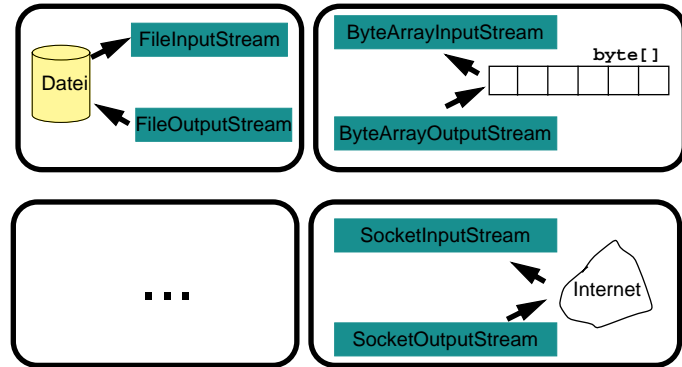 FileInputStream
Datei
FileOutputStream
ByteArrayInputStream
byte[]
ByteArrayOutputStream
...
SocketInputStream
Internet
SocketOutputStream